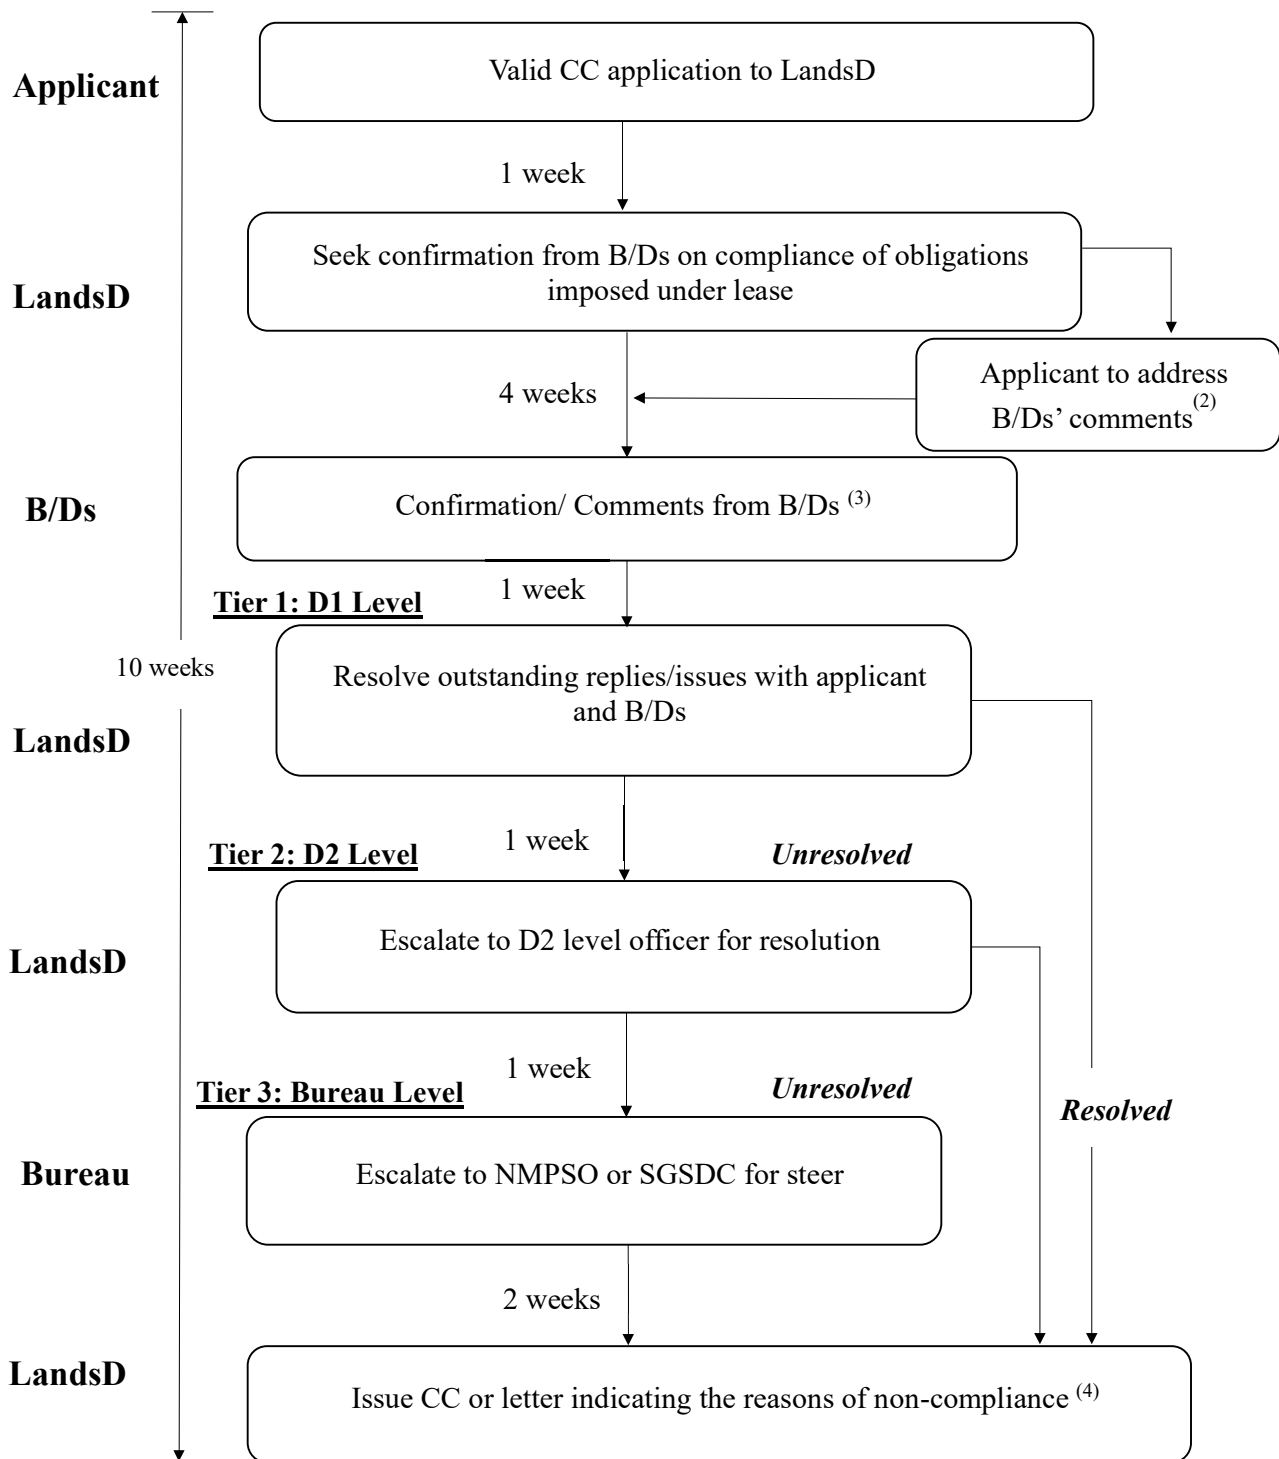 Applicant
Valid CC application to LandsD
1 week
LandsD
Seek confirmation from B/Ds on compliance of obligations
imposed under lease
4 weeks
Applicant to address
B/Ds’ comments(2)
B/Ds
Confirmation/ Comments from B/Ds (3)
1 week
Tier 1: D1 Level
10 weeks
LandsD
Resolve outstanding replies/issues with applicant
and B/Ds
1 week
Tier 2: D2 Level
Unresolved
LandsD
Escalate to D2 level officer for resolution
1 week
Tier 3: Bureau Level
Unresolved
Resolved
Bureau
Escalate to NMPSO or SGSDC for steer
2 weeks
LandsD
Issue CC or letter indicating the reasons of non-compliance (4)